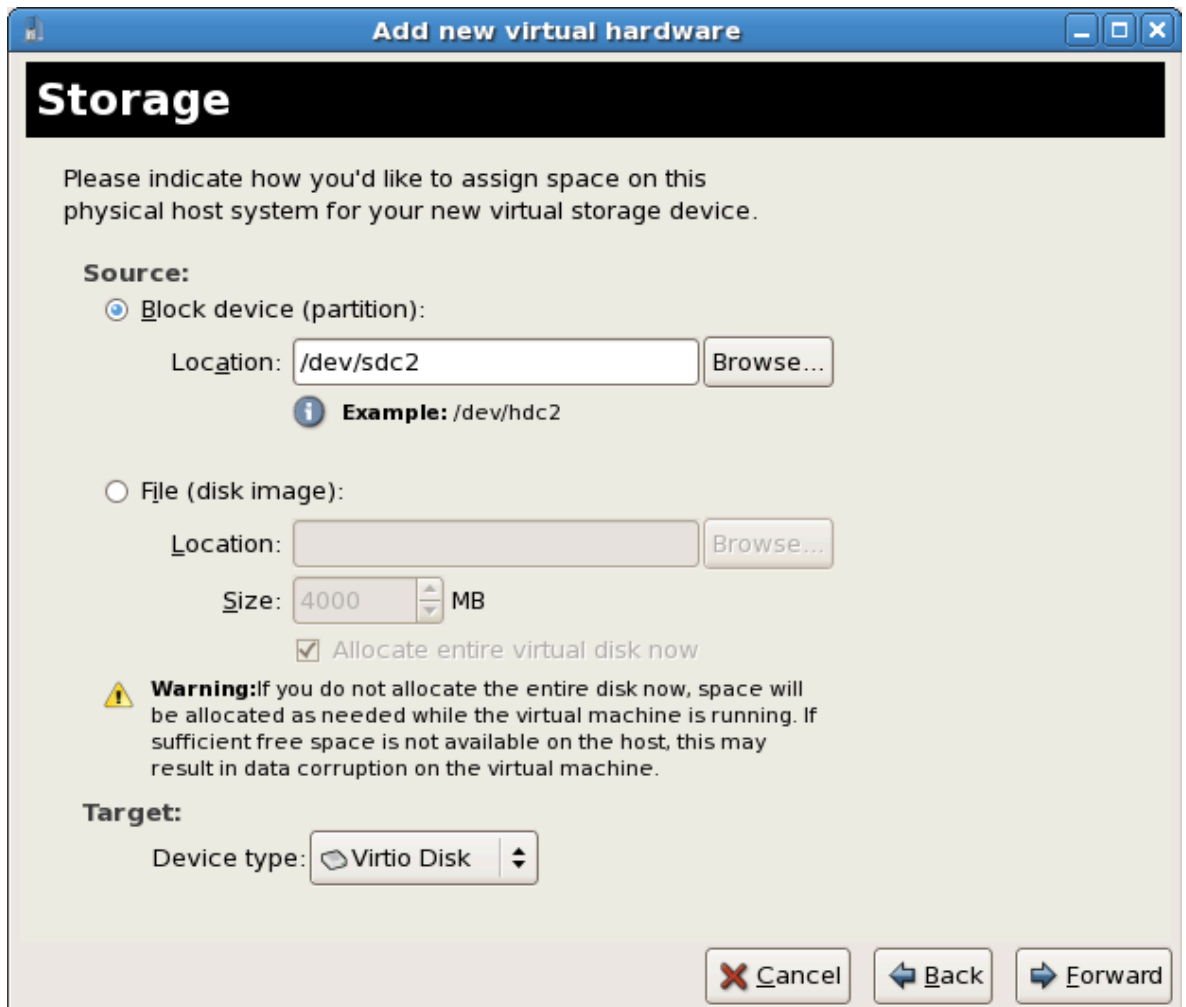 Add new virtual hardware
Storage
Please indicate how you'd like to assign space on this
physical host system for your new virtual storage device.
Source:
Block device (partition):
Location: /dev/sdc2 Browse...
Example: /dev/hdc2
File (disk image):
Location: Browse...
Size: 4000 MB
Allocate entire virtual disk now
Warning:If you do not allocate the entire disk now, space will
be allocated as needed while the virtual machine is running. If
sufficient free space is not available on the host, this may
result in data corruption on the virtual machine.
Target:
Device type: Virtio Disk
Cancel Back Forward